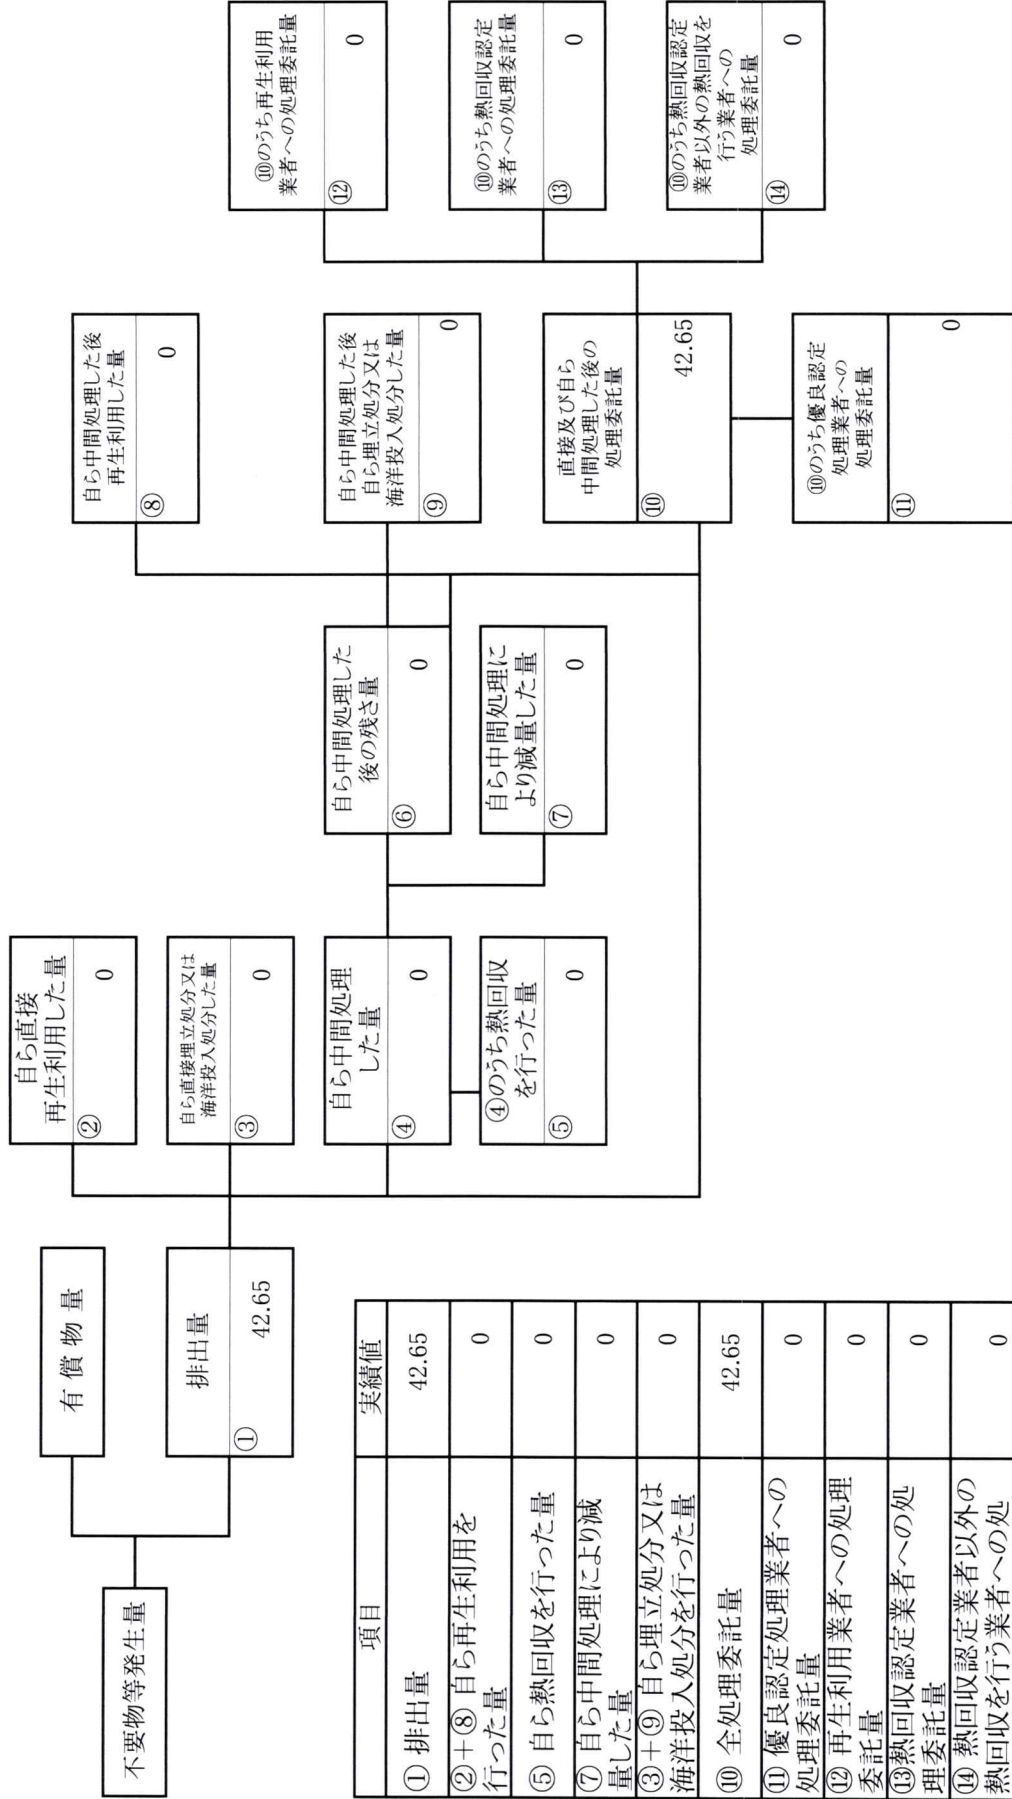 不要物等発生量
有 償 物 量
排出量
①
42.65
自ら直接
再生利用した量
②
0
自ら直接埋立処分又は
海洋投入処分した量
③
0
自ら中間処理
した量
④
0
④のうち熱回収
を行った量
⑤
0
自ら中間処理した
後の残さ量
⑥
0
自ら中間処理に
より減量した量
⑦
0
自ら中間処理した後
再生利用した量
⑧
0
自ら中間処理した後
自ら埋立処分又は
海洋投入処分した量
⑨
0
直接及び自ら
中間処理した後の
処理委託量
⑩
42.65
⑩のうち優良認定
処理業者への
処理委託量
⑪
0
⑩のうち再生利用
業者への処理委託量
⑫
0
⑩のうち熱回収認定
業者への処理委託量
⑬
0
⑩のうち熱回収認定
業者以外の熱回収を
行う業者への
処理委託量
⑭
0
項目 実績値
① 排出量 42.65
②+⑧ 自ら再生利用を
行った量 0
⑤ 自ら熱回収を行った量 0
⑦ 自ら中間処理により減
量した量 0
③+⑨ 自ら埋立処分又は
海洋投入処分を行った量 0
⑩ 全処理委託量 42.65
⑪ 優良認定処理業者への
処理委託量 0
⑫ 再生利用業者への処理
委託量 0
⑬熱回収認定業者への処
理委託量 0
⑭ 熱回収認定業者以外の
熱回収を行う業者への処 0